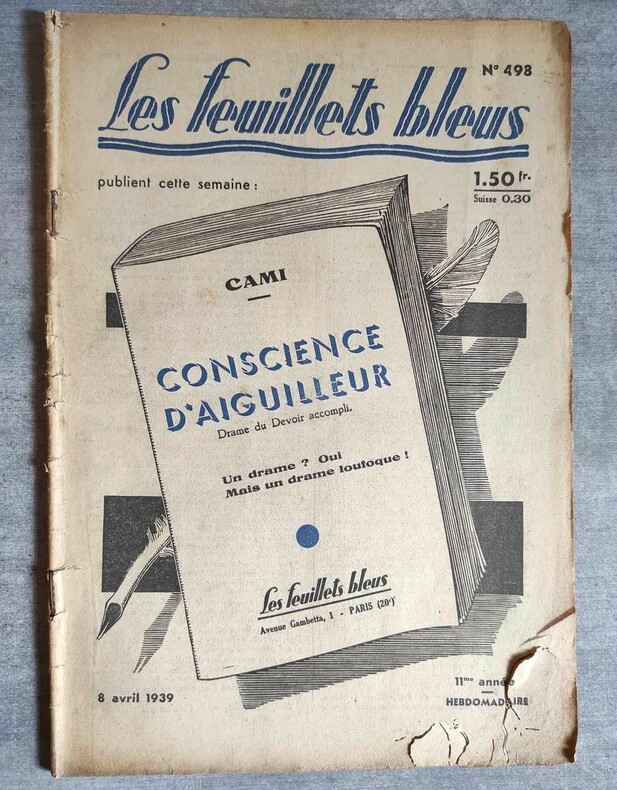 N° 498
Les feuillets bleus
publient cette semaine :
1.50 fr.
Suisse 0.30
CAMI
CONSCIENCE
D'AIGUILLEUR
Drame du Devoir accompli.
Un drame ? Oui
Mais un drame loufoque !
Les feuillets bleus
Avenue Gambetta, 1 - PARIS (20e)
8 avril 1939
11me année
HEBDOMADAIRE